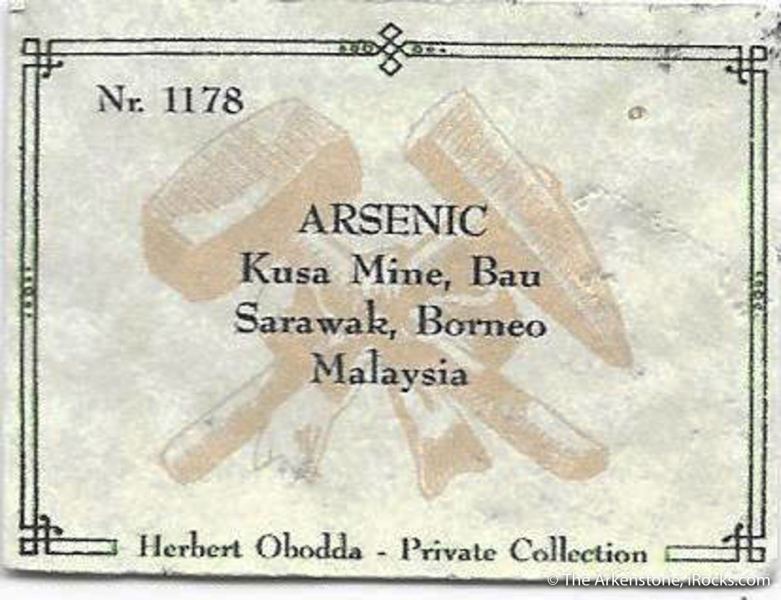 Nr. 1178
ARSENIC
Kusa Mine, Bau
Sarawak, Borneo
Malaysia
Herbert Obodda - Private Collection
© The Arkenstone, iRocks.com